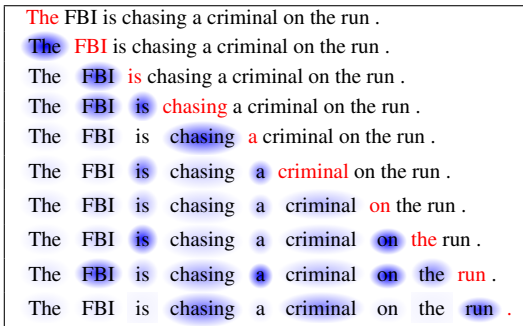 The FBI is chasing a criminal on the run .
The FBI is chasing a criminal on the run .
The FBI is chasing a criminal on the run .
The FBI is chasing a criminal on the run .
The FBI is chasing a criminal on the run .
The FBI is chasing a criminal on the run .
The FBI is chasing a criminal on the run .
The FBI is chasing a criminal on the run .
The FBI is chasing a criminal on the run .
The FBI is chasing a criminal on the run .